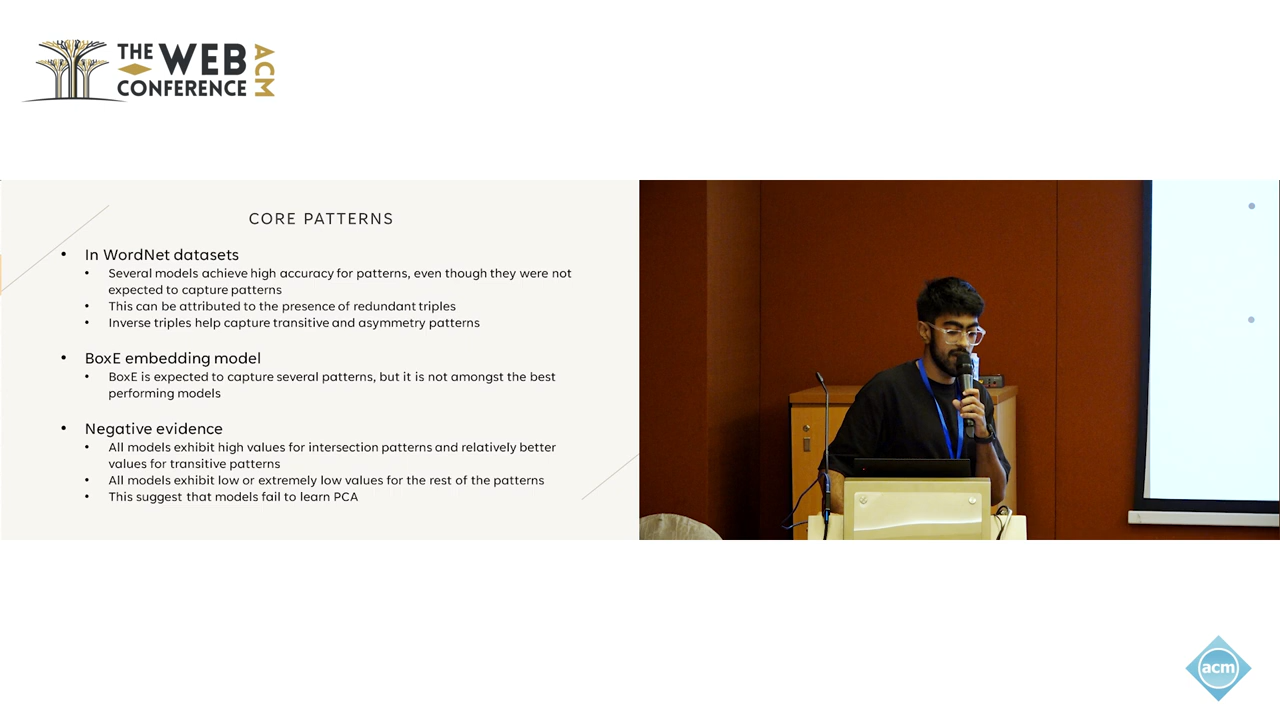 THE WEB
CONFERENCE
ACM
CORE PATTERNS
• In WordNet datasets
• Several models achieve high accuracy for patterns, even though they were not
expected to capture patterns
• This can be attributed to the presence of redundant triples
• Inverse triples help capture transitive and asymmetry patterns
• BoxE embedding model
• BoxE is expected to capture several patterns, but it is not amongst the best
performing models
• Negative evidence
• All models exhibit high values for intersection patterns and relatively better
values for transitive patterns
• All models exhibit low or extremely low values for the rest of the patterns
• This suggest that models fail to learn PCA
acm